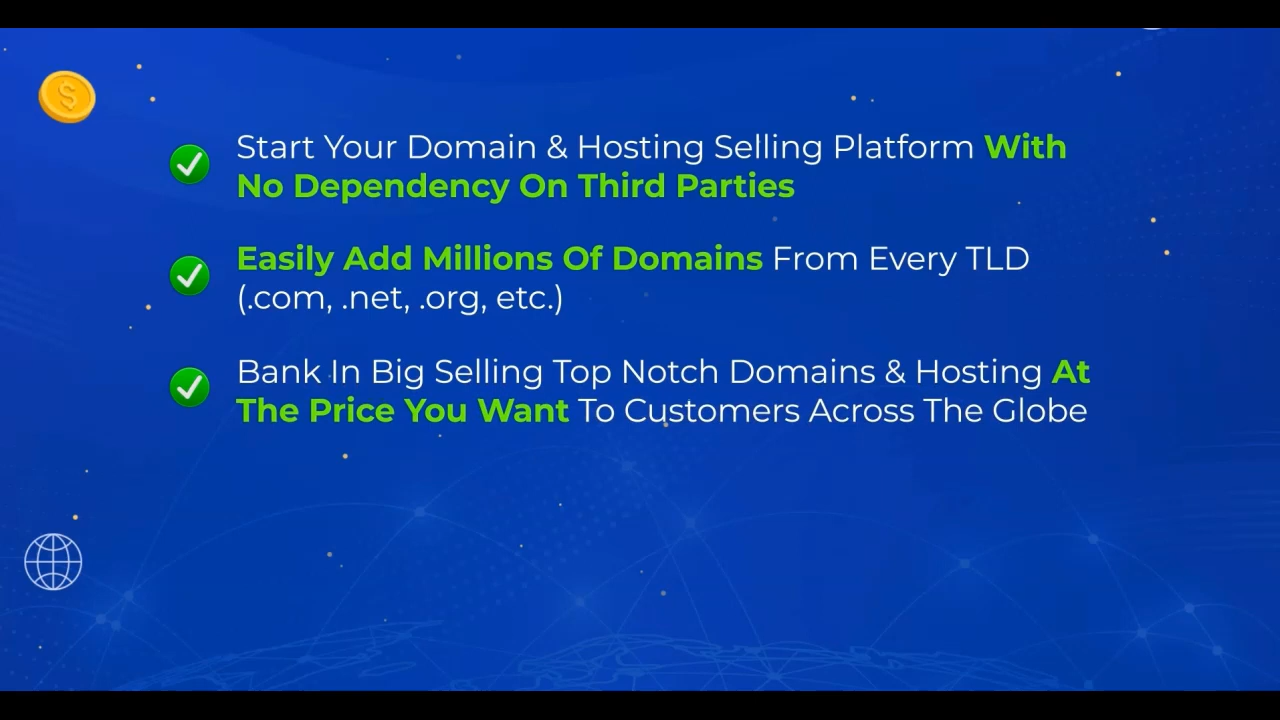 Start Your Domain & Hosting Selling Platform With
No Dependency On Third Parties
Easily Add Millions Of Domains From Every TLD
(.com, .net, .org, etc.)
Bank In Big Selling Top Notch Domains & Hosting At
The Price You Want To Customers Across The Globe